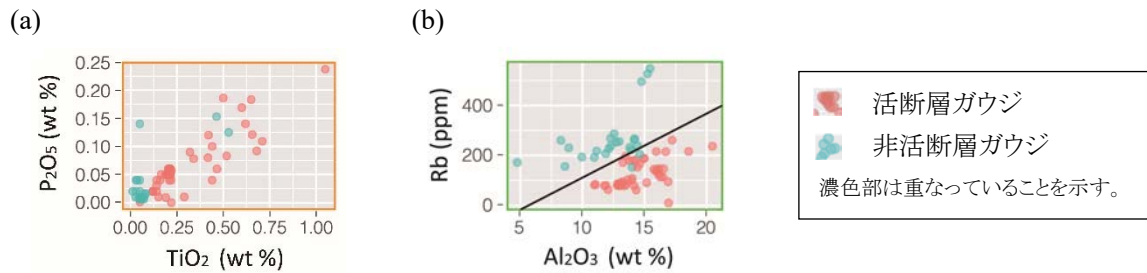 (a)
(b)
0.25
0.20
0.15
0.10
0.05
0.00
P₂O₅ (wt %)
0.00 0.25 0.50 0.75 1.00
TiO₂ (wt %)
400
200
0
Rb (ppm)
5 10 15 20
Al₂O₃ (wt %)
活断層ガウジ
非活断層ガウジ
濃色部は重なっていることを示す。